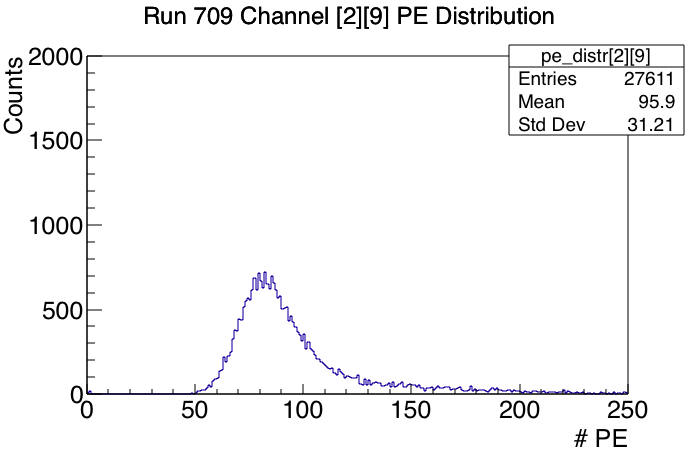 Run 709 Channel [2][9] PE Distribution
pe_distr[2][9]
Entries 27611
Mean 95.9
Std Dev 31.21
Counts
2000
1500
1000
500
0
0 50 100 150 200 250
# PE